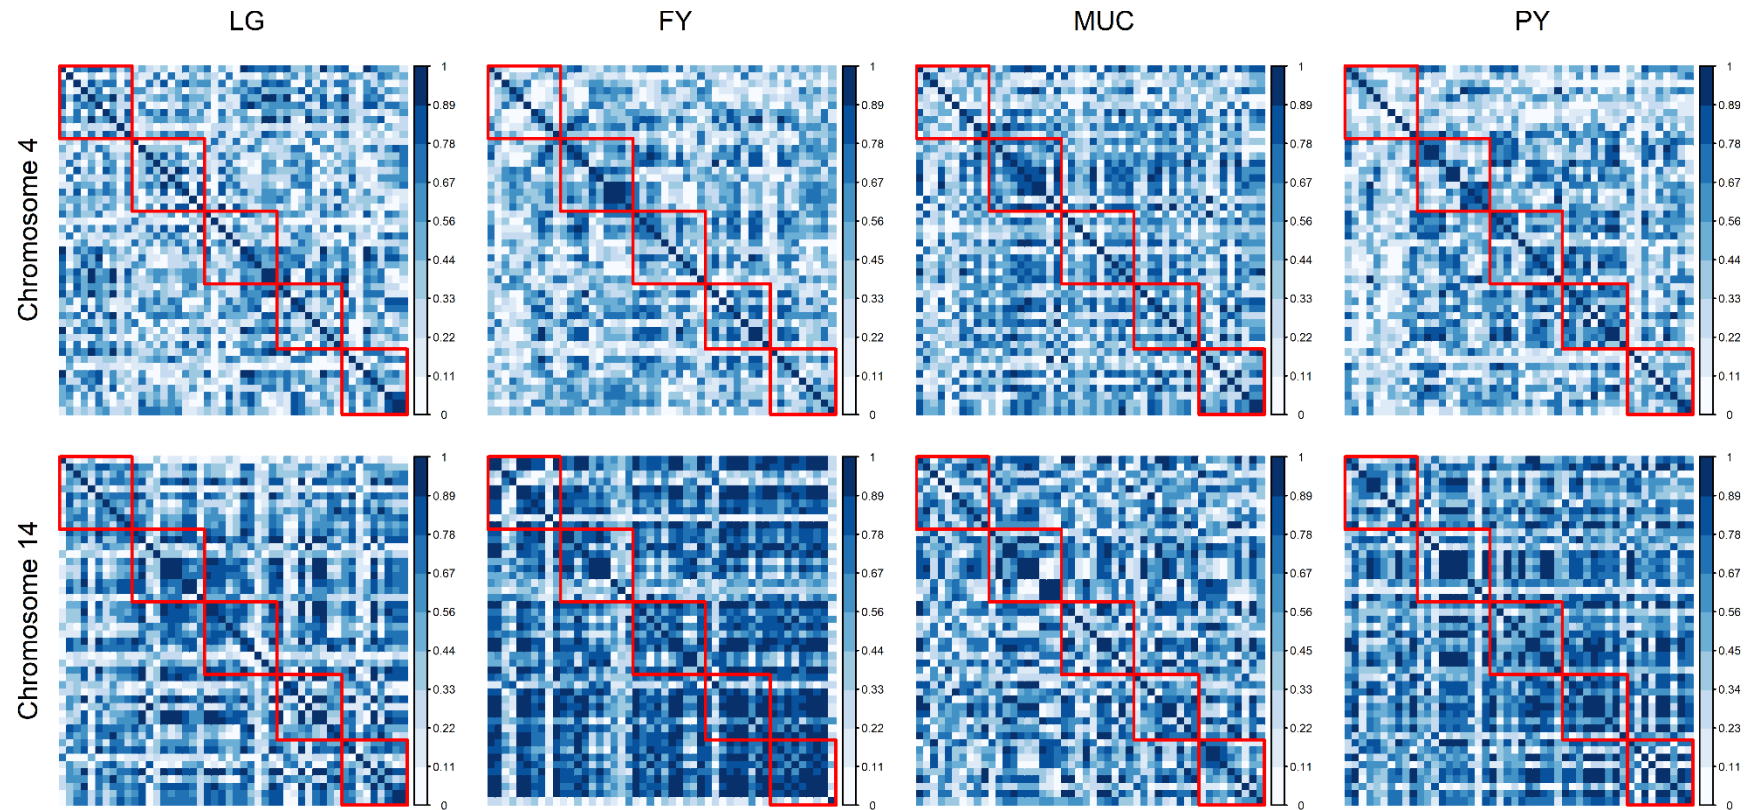 LG FY MUC PY
Chromosome 4
1 1 1 1
0.89 0.89 0.89 0.89
0.78 0.78 0.78 0.78
0.67 0.67 0.67 0.67
0.56 0.56 0.56 0.56
0.44 0.45 0.44 0.45
0.33 0.33 0.33 0.33
0.22 0.22 0.22 0.22
0.11 0.11 0.11 0.11
0 0 0 0
Chromosome 14
1 1 1 1
0.89 0.89 0.89 0.89
0.78 0.78 0.78 0.78
0.67 0.67 0.67 0.67
0.56 0.56 0.56 0.56
0.44 0.44 0.44 0.45
0.33 0.33 0.33 0.34
0.22 0.22 0.22 0.23
0.11 0.11 0.11 0.11
0 0 0 0